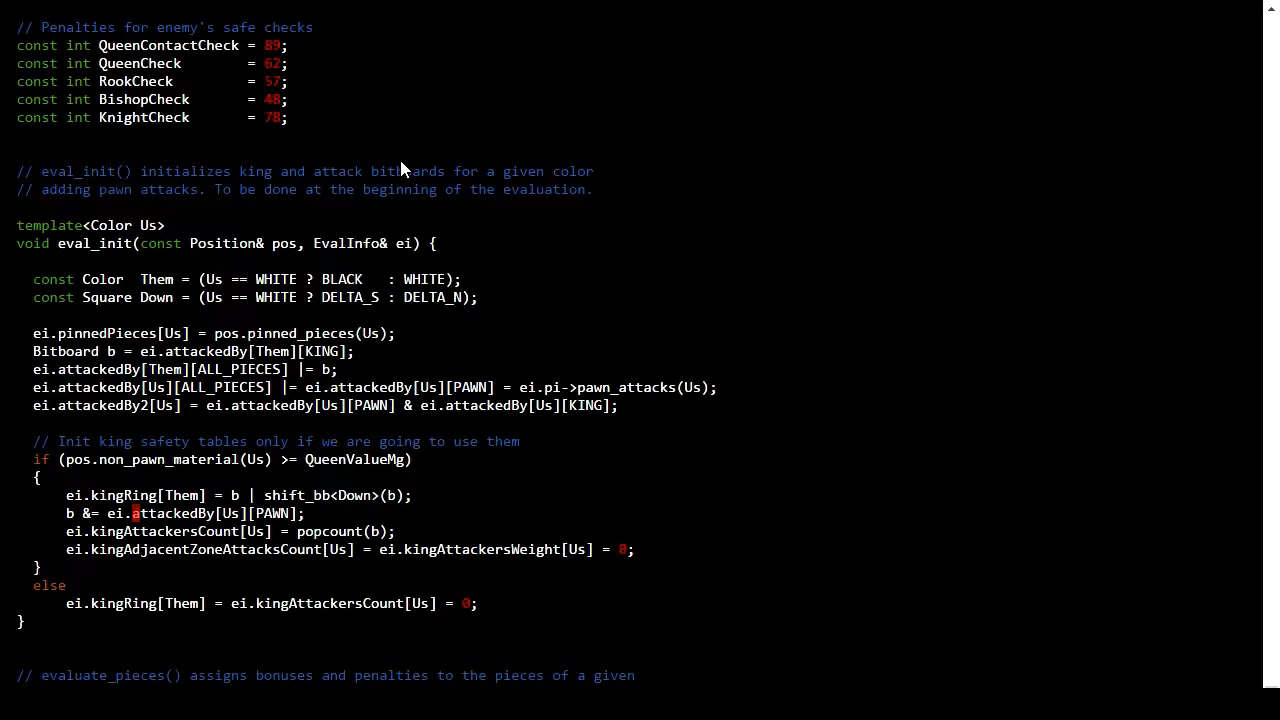 // Penalties for enemy's safe checks
const int QueenContactCheck = 89;
const int QueenCheck        = 62;
const int RookCheck         = 57;
const int BishopCheck       = 48;
const int KnightCheck       = 78;
// eval_init() initializes king and attack bitboards for a given color
// adding pawn attacks. To be done at the beginning of the evaluation.
template<Color Us>
void eval_init(const Position& pos, EvalInfo& ei) {
  const Color  Them = (Us == WHITE ? BLACK   : WHITE);
  const Square Down = (Us == WHITE ? DELTA_S : DELTA_N);
  ei.pinnedPieces[Us] = pos.pinned_pieces(Us);
  Bitboard b = ei.attackedBy[Them][KING];
  ei.attackedBy[Them][ALL_PIECES] |= b;
  ei.attackedBy[Us][ALL_PIECES] |= ei.attackedBy[Us][PAWN] = ei.pi->pawn_attacks(Us);
  ei.attackedBy2[Us] = ei.attackedBy[Us][PAWN] & ei.attackedBy[Us][KING];
  // Init king safety tables only if we are going to use them
  if (pos.non_pawn_material(Us) >= QueenValueMg)
  {
      ei.kingRing[Them] = b | shift_bb<Down>(b);
      b &= ei.attackedBy[Us][PAWN];
      ei.kingAttackersCount[Us] = popcount(b);
      ei.kingAdjacentZoneAttacksCount[Us] = ei.kingAttackersWeight[Us] = 0;
  }
  else
      ei.kingRing[Them] = ei.kingAttackersCount[Us] = 0;
}
// evaluate_pieces() assigns bonuses and penalties to the pieces of a given